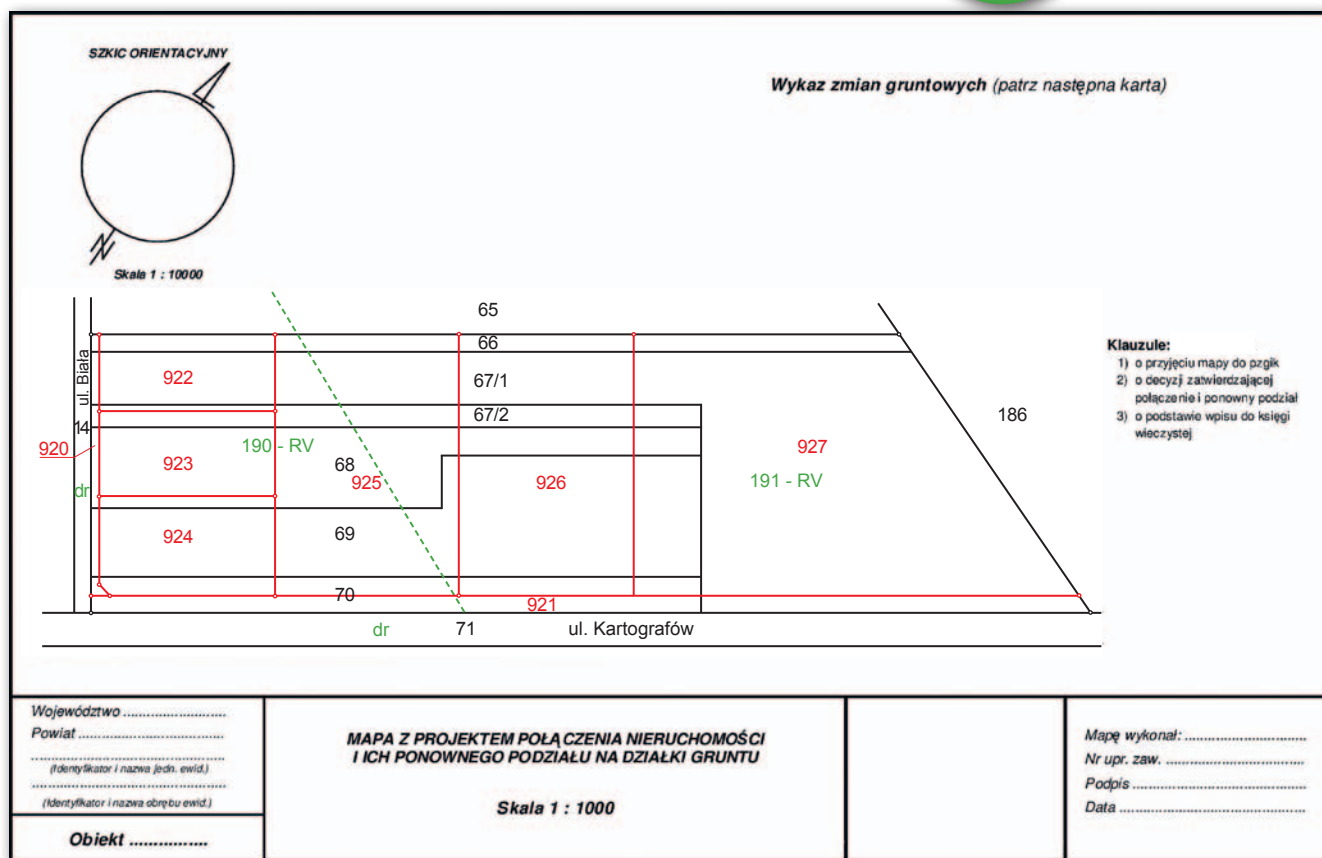 SZKIC ORIENTACYJNY
N
Skala 1 : 10000
Wykaz zmian gruntowych (patrz następna karta)
65
66
ul. Biała
922
67/1
67/2
14
186
920
190 - RV
923
68
925
926
927
191 - RV
dr
924
69
70
921
dr
71
ul. Kartografów
Klauzule:
1) o przyjęciu mapy do pzgik
2) o decyzji zatwierdzającej
połączenie i ponowny podział
3) o podstawie wpisu do księgi
wieczystej
Województwo ..........................
Powiat .....................................
.................................................
(Identyfikator i nazwa jedn. ewid.)
.................................................
(Identyfikator i nazwa obrębu ewid.)
Obiekt ................
MAPA Z PROJEKTEM POŁĄCZENIA NIERUCHOMOŚCI
I ICH PONOWNEGO PODZIAŁU NA DZIAŁKI GRUNTU
Skala 1 : 1000
Mapę wykonał: ...............................
Nr upr. zaw. ...................................
Podpis ............................................
Data .................................................